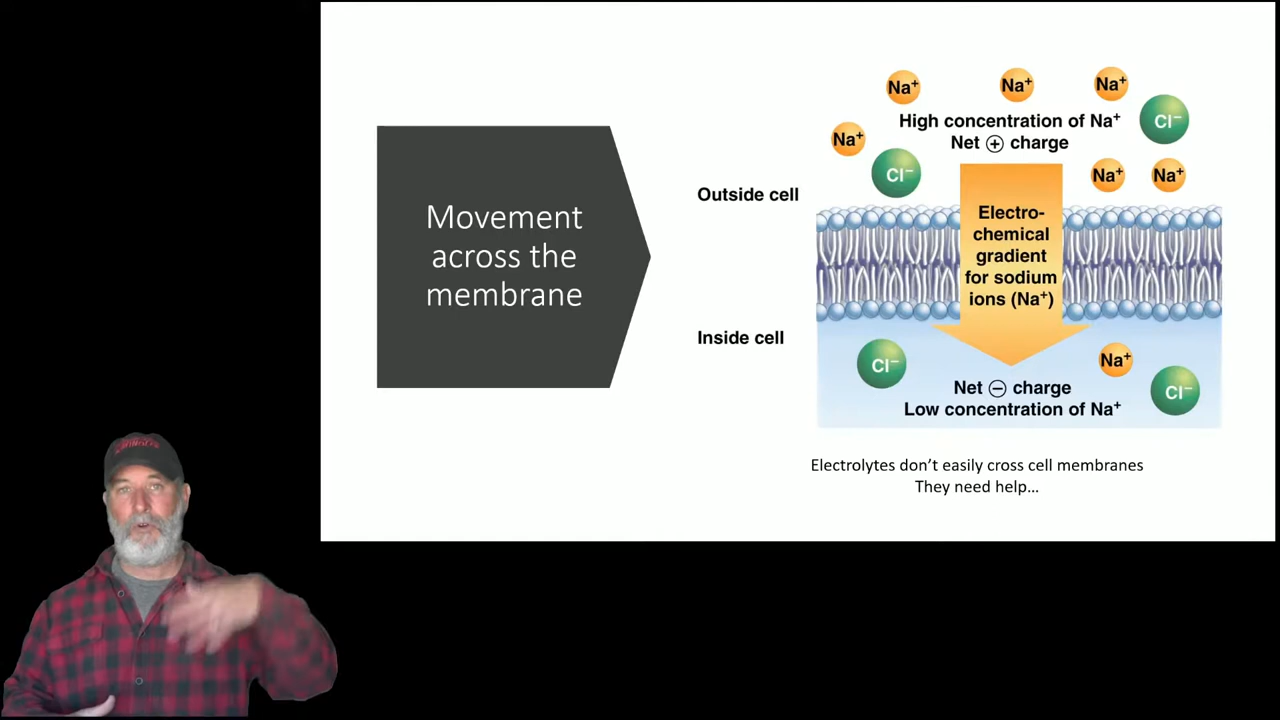 Movement
across the
membrane
Na⁺
Na⁺
Na⁺
High concentration of Na⁺
Cl⁻
Net ⊕ charge
Na⁺
Cl⁻
Na⁺
Na⁺
Outside cell
Electro-
chemical
gradient
for sodium
ions (Na⁺)
Inside cell
Cl⁻
Na⁺
Net ⊖ charge
Cl⁻
Low concentration of Na⁺
Electrolytes don’t easily cross cell membranes
They need help…